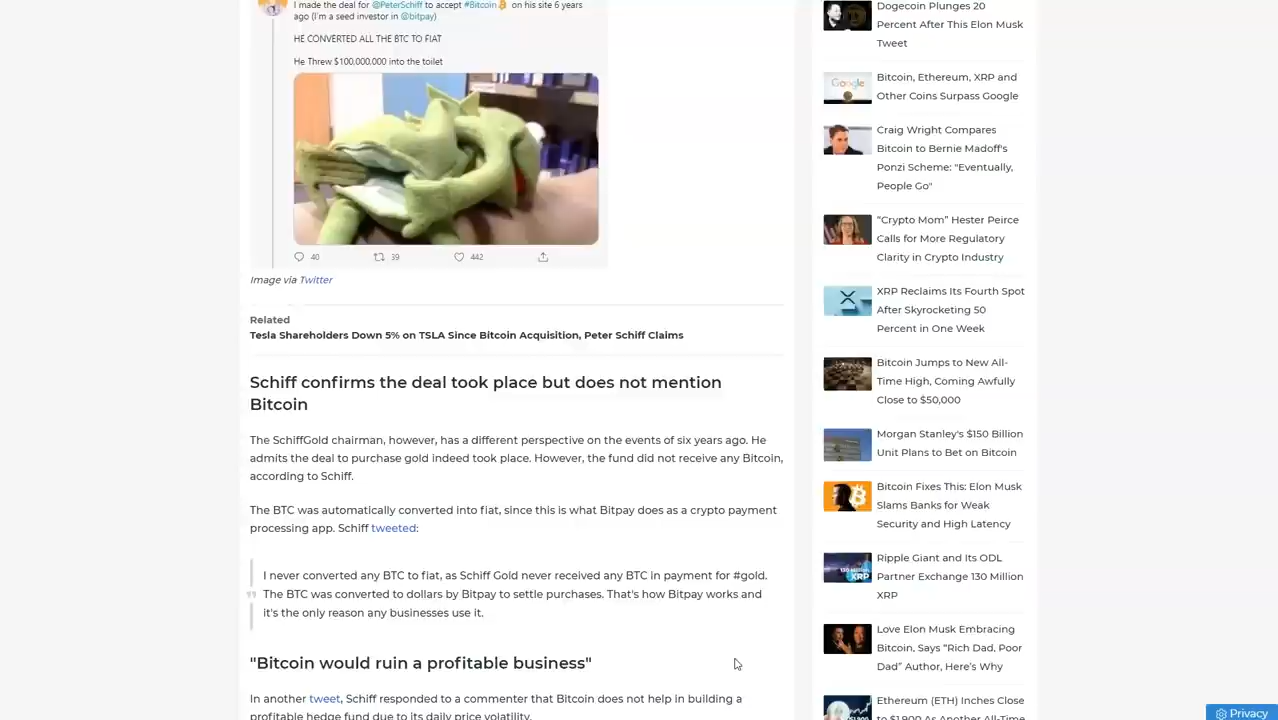 I made the deal for @PeterSchiff to accept #Bitcoin on his site 6 years
ago (I'm a seed investor in @bitpay)
HE CONVERTED ALL THE BTC TO FIAT
He Threw $100,000,000 into the toilet
40 39 442
Image via Twitter
Related
Tesla Shareholders Down 5% on TSLA Since Bitcoin Acquisition, Peter Schiff Claims
Schiff confirms the deal took place but does not mention
Bitcoin
The SchiffGold chairman, however, has a different perspective on the events of six years ago. He
admits the deal to purchase gold indeed took place. However, the fund did not receive any Bitcoin,
according to Schiff.
The BTC was automatically converted into fiat, since this is what Bitpay does as a crypto payment
processing app. Schiff tweeted:
I never converted any BTC to fiat, as Schiff Gold never received any BTC in payment for #gold.
The BTC was converted to dollars by Bitpay to settle purchases. That's how Bitpay works and
it's the only reason any businesses use it.
"Bitcoin would ruin a profitable business"
In another tweet, Schiff responded to a commenter that Bitcoin does not help in building a
profitable hedge fund due to its daily price volatility.
Dogecoin Plunges 20
Percent After This Elon Musk
Tweet
Google
Bitcoin, Ethereum, XRP and
Other Coins Surpass Google
Craig Wright Compares
Bitcoin to Bernie Madoff's
Ponzi Scheme: "Eventually,
People Go"
"Crypto Mom" Hester Peirce
Calls for More Regulatory
Clarity in Crypto Industry
XRP Reclaims Its Fourth Spot
After Skyrocketing 50
Percent in One Week
Bitcoin Jumps to New All-
Time High, Coming Awfully
Close to $50,000
Morgan Stanley's $150 Billion
Unit Plans to Bet on Bitcoin
Bitcoin Fixes This: Elon Musk
Slams Banks for Weak
Security and High Latency
130 Million
XRP
Ripple Giant and Its ODL
Partner Exchange 130 Million
XRP
Love Elon Musk Embracing
Bitcoin, Says "Rich Dad, Poor
Dad" Author, Here's Why
Ethereum (ETH) Inches Close
to $1,900 As Another All-Time
Privacy